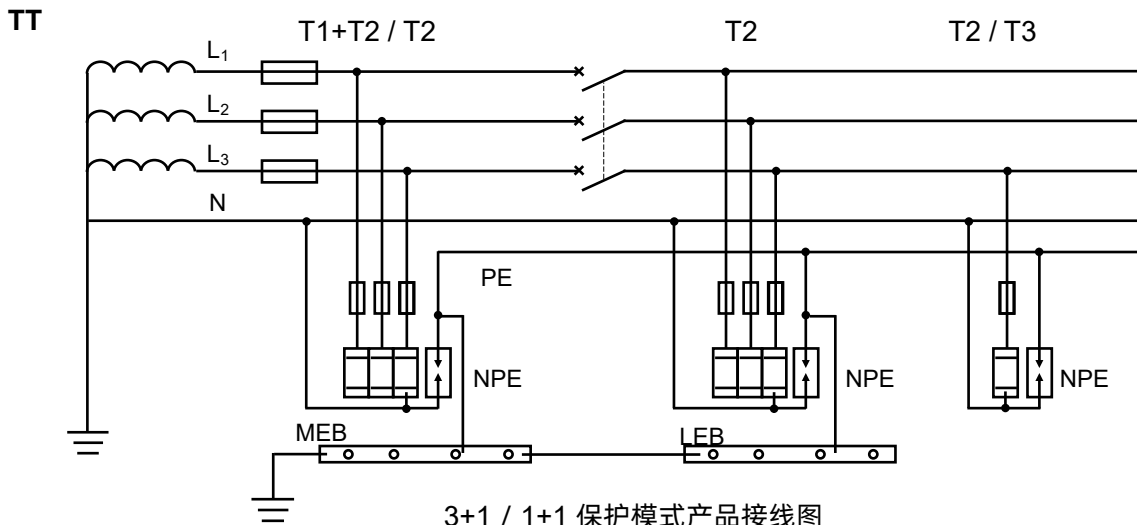 TT
T1+T2 / T2
T2
T2 / T3
L₁
L₂
L₃
N
PE
NPE
NPE
NPE
MEB
LEB
3+1 / 1+1 保护模式产品接线图